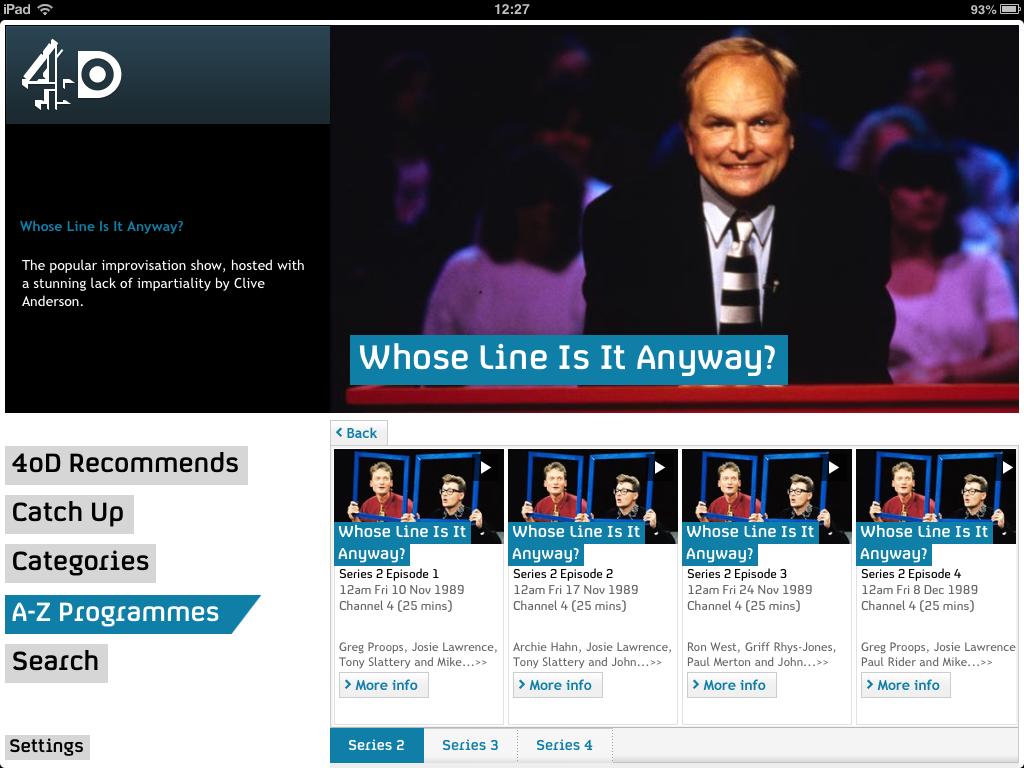 iPad 12:27 93%
4oD
Whose Line Is It Anyway?
The popular improvisation show, hosted with
a stunning lack of impartiality by Clive
Anderson.
Whose Line Is It Anyway?
4oD Recommends
Catch Up
Categories
A-Z Programmes
Search
Settings
Back
Whose Line Is It
Anyway?
Series 2 Episode 1
12am Fri 10 Nov 1989
Channel 4 (25 mins)
Greg Proops, Josie Lawrence,
Tony Slattery and Mike...>>
More info
Whose Line Is It
Anyway?
Series 2 Episode 2
12am Fri 17 Nov 1989
Channel 4 (25 mins)
Archie Hahn, Josie Lawrence,
Tony Slattery and John...>>
More info
Whose Line Is It
Anyway?
Series 2 Episode 3
12am Fri 24 Nov 1989
Channel 4 (25 mins)
Ron West, Griff Rhys-Jones,
Paul Merton and John...>>
More info
Whose Line Is It
Anyway?
Series 2 Episode 4
12am Fri 8 Dec 1989
Channel 4 (25 mins)
Greg Proops, Josie Lawrence
Paul Rider and Mike...>>
More info
Series 2 Series 3 Series 4